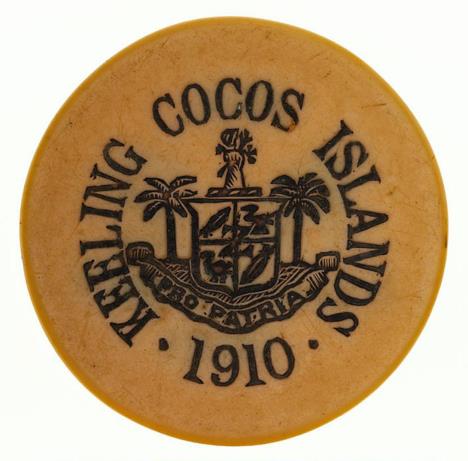 KEELING COCOS ISLANDS
PRO PATRIA
· 1910 ·